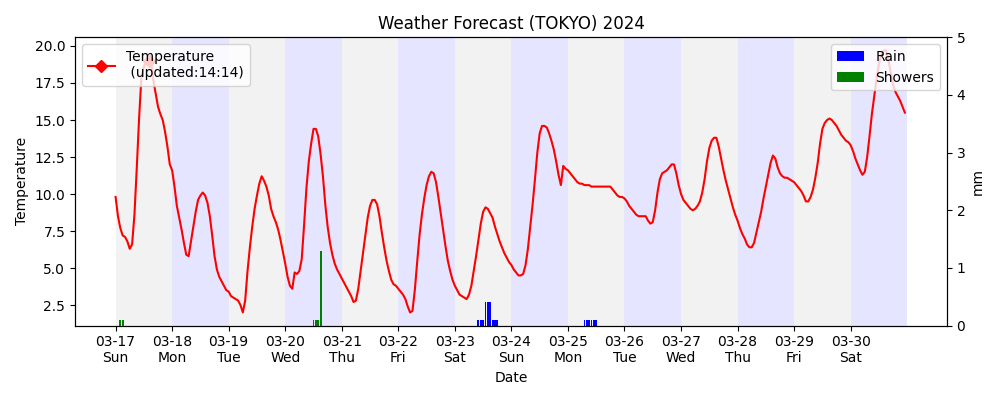 Weather Forecast (TOKYO) 2024
Temperature
(updated:14:14)
Rain
Showers
20.0
17.5
15.0
12.5
10.0
7.5
5.0
2.5
Temperature
5
4
3
2
1
0
mm
03-17 03-18 03-19 03-20 03-21 03-22 03-23 03-24 03-25 03-26 03-27 03-28 03-29 03-30
Sun Mon Tue Wed Thu Fri Sat Sun Mon Tue Wed Thu Fri Sat
Date